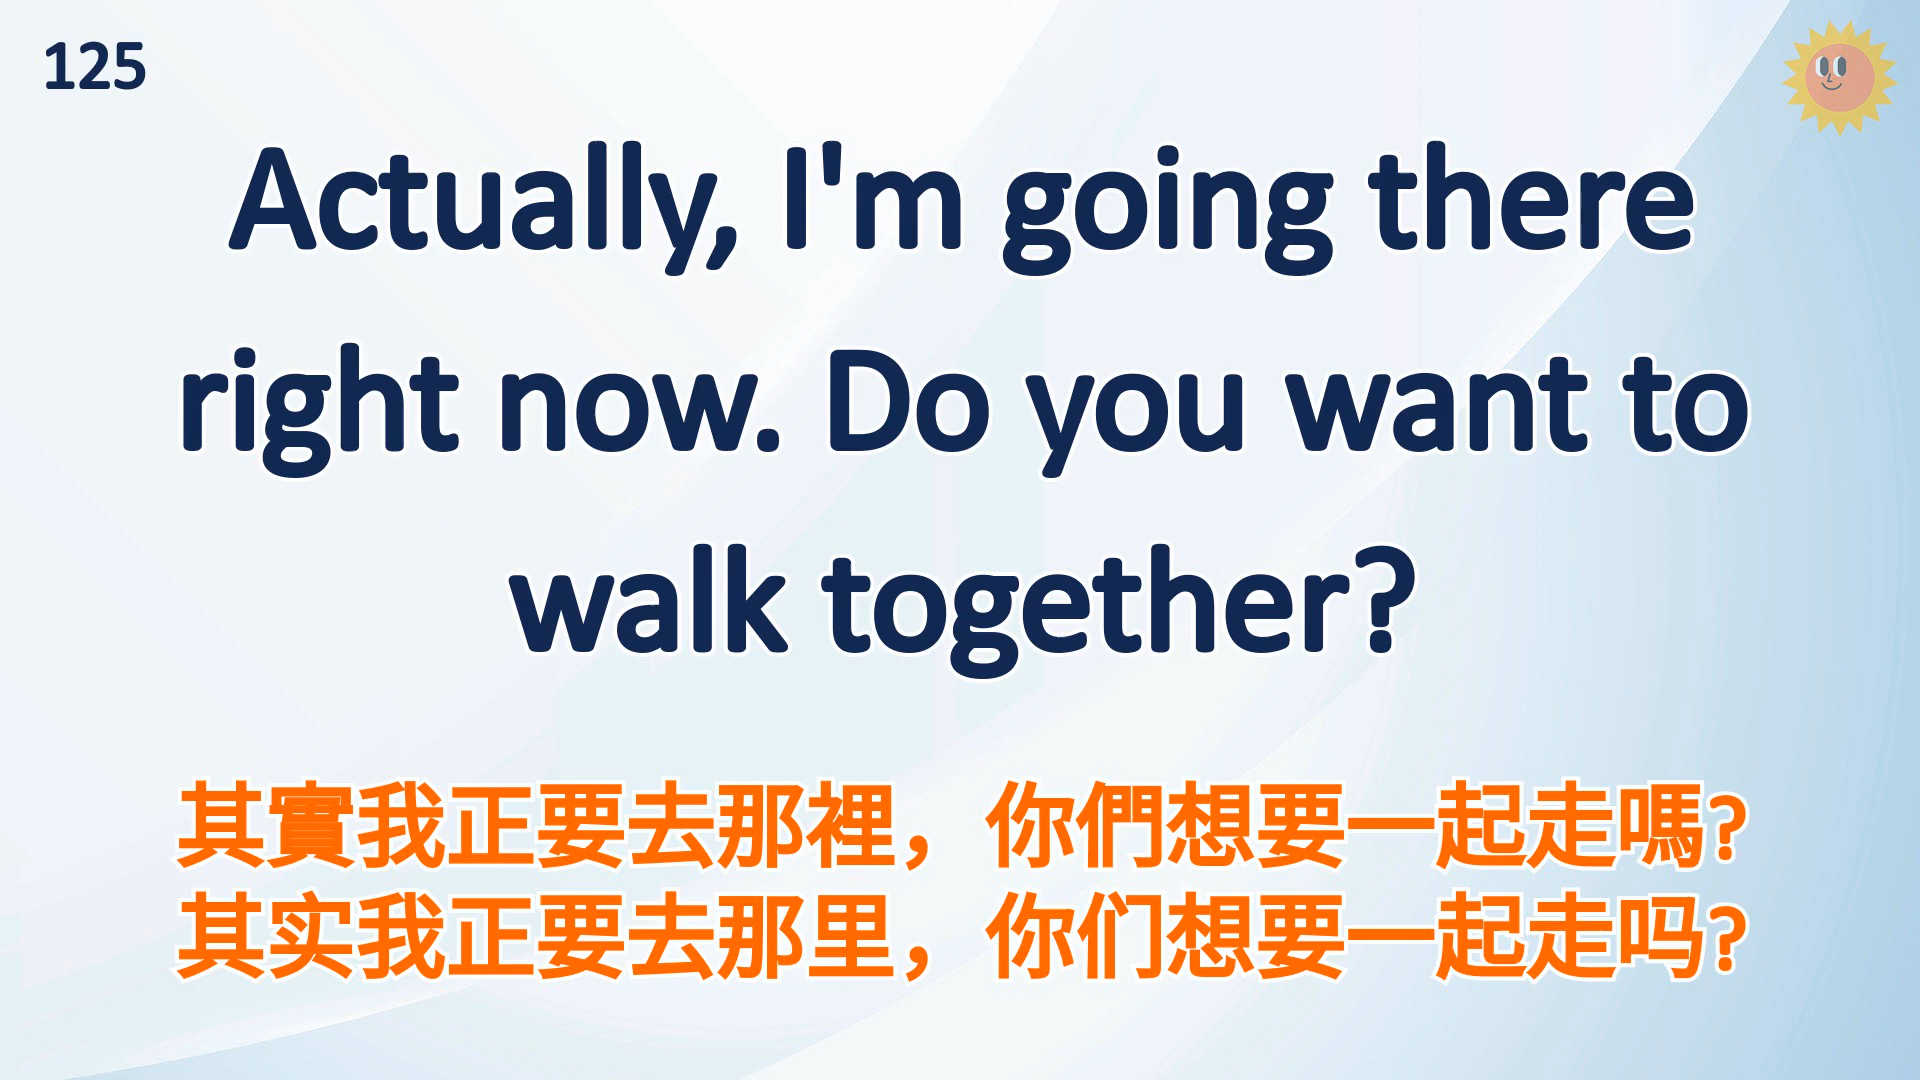 125
Actually, I'm going there
right now. Do you want to
walk together?
其實我正要去那裡，你們想要一起走嗎?
其实我正要去那里，你们想要一起走吗?